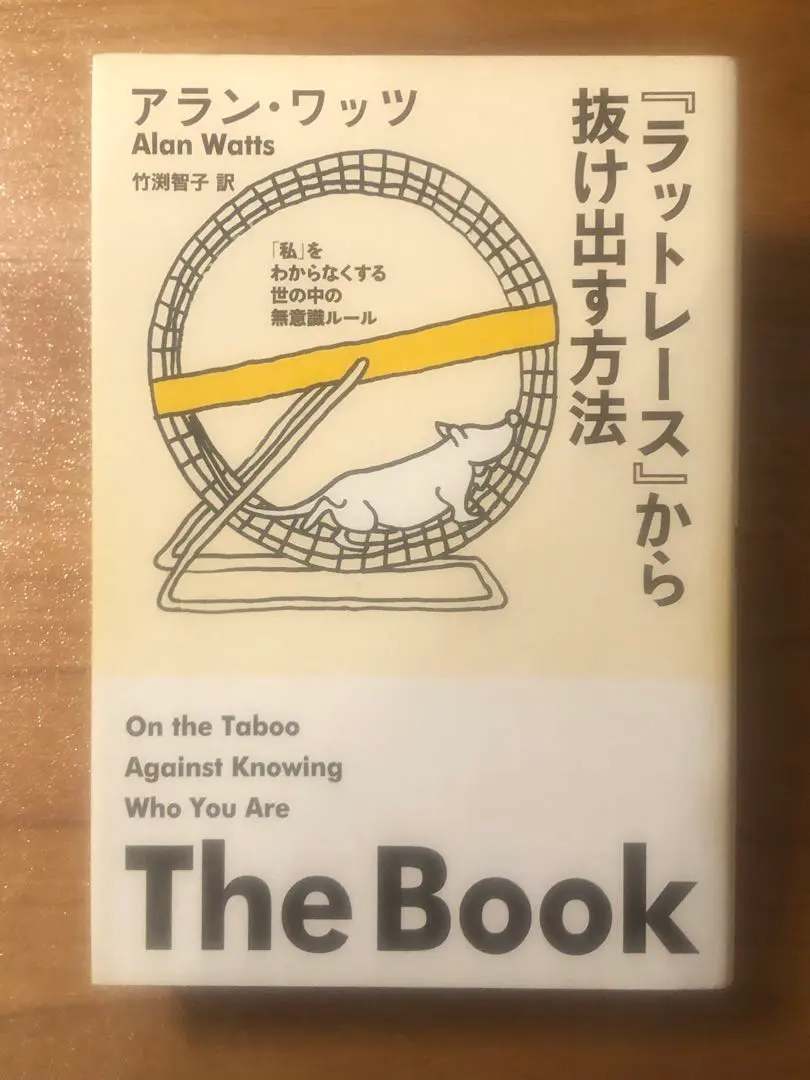 アラン・ワッツ
Alan Watts
竹渕智子 訳
『ラットレース』から
抜け出す方法
「私」を
わからなくする
世の中の
無意識ルール
On the Taboo
Against Knowing
Who You Are
The Book